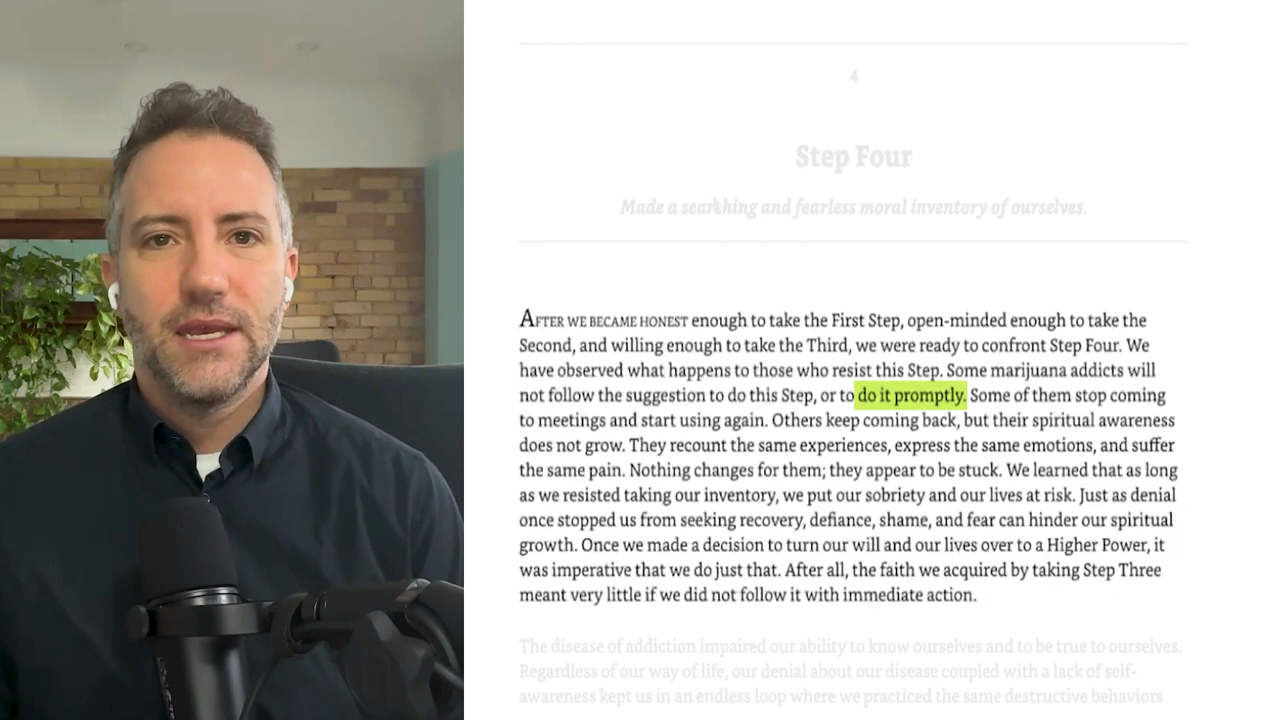 4
Step Four
Made a searching and fearless moral inventory of ourselves.
AFTER WE BECAME HONEST enough to take the First Step, open-minded enough to take the
Second, and willing enough to take the Third, we were ready to confront Step Four. We
have observed what happens to those who resist this Step. Some marijuana addicts will
not follow the suggestion to do this Step, or to do it promptly. Some of them stop coming
to meetings and start using again. Others keep coming back, but their spiritual awareness
does not grow. They recount the same experiences, express the same emotions, and suffer
the same pain. Nothing changes for them; they appear to be stuck. We learned that as long
as we resisted taking our inventory, we put our sobriety and our lives at risk. Just as denial
once stopped us from seeking recovery, defiance, shame, and fear can hinder our spiritual
growth. Once we made a decision to turn our will and our lives over to a Higher Power, it
was imperative that we do just that. After all, the faith we acquired by taking Step Three
meant very little if we did not follow it with immediate action.
The disease of addiction impaired our ability to know ourselves and to be true to ourselves.
Regardless of our way of life, our denial about our disease coupled with a lack of self-
awareness kept us in an endless loop where we practiced the same destructive behaviors